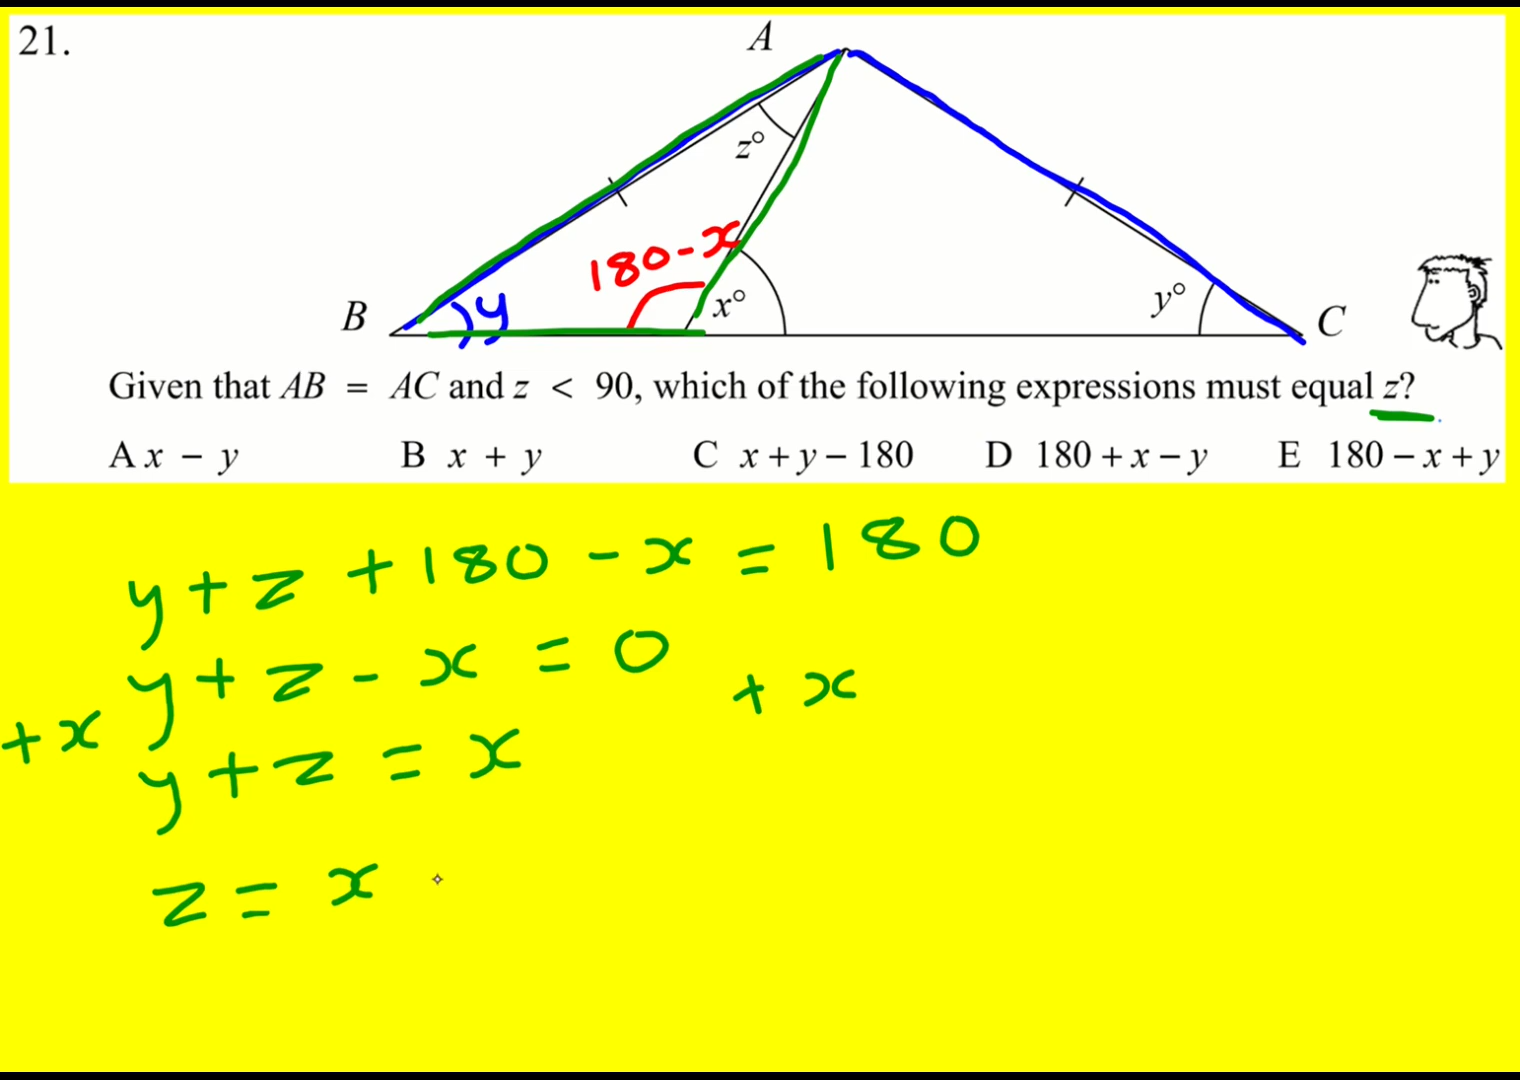 21.
A
z°
180-x
B
y
x°
y°
C
Given that AB = AC and z < 90, which of the following expressions must equal z?
A x − y B x + y C x + y − 180 D 180 + x − y E 180 − x + y
y + z + 180 - x = 180
y + z - x = 0
+ x + x
y + z = x
z = x